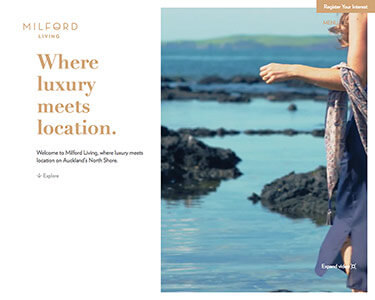 Register Your Interest
MILFORD
LIVING
MENU
Where
luxury
meets
location.
Welcome to Milford Living, where luxury meets
location on Auckland's North Shore.
Explore
Expand video